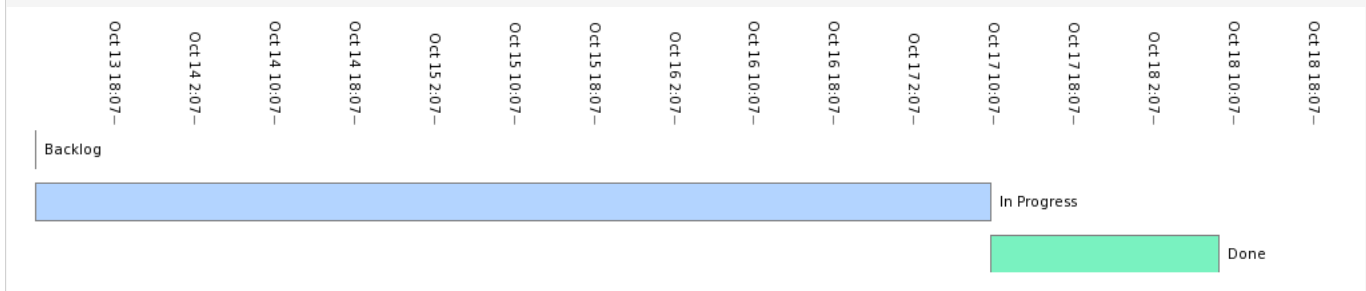 Oct 13 18:07
Oct 14 2:07
Oct 14 10:07
Oct 14 18:07
Oct 15 2:07
Oct 15 10:07
Oct 15 18:07
Oct 16 2:07
Oct 16 10:07
Oct 16 18:07
Oct 17 2:07
Oct 17 10:07
Oct 17 18:07
Oct 18 2:07
Oct 18 10:07
Oct 18 18:07
Backlog
In Progress
Done